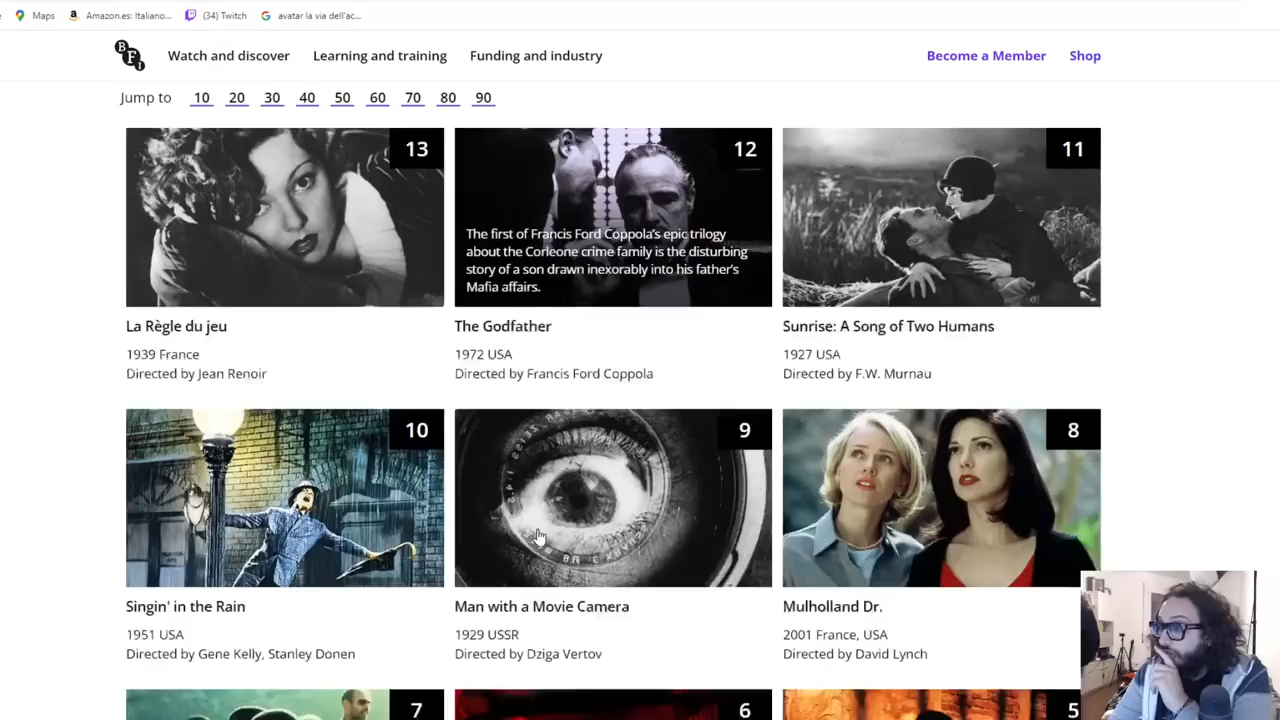 Maps
Amazon.es: Italiano...
(34) Twitch
avatar la via dell'ac...
BFI
Watch and discover
Learning and training
Funding and industry
Become a Member
Shop
Jump to 10 20 30 40 50 60 70 80 90
13
12
11
The first of Francis Ford Coppola's epic trilogy
about the Corleone crime family is the disturbing
story of a son drawn inexorably into his father's
Mafia affairs.
La Règle du jeu
1939 France
Directed by Jean Renoir
The Godfather
1972 USA
Directed by Francis Ford Coppola
Sunrise: A Song of Two Humans
1927 USA
Directed by F.W. Murnau
10
9
8
Singin' in the Rain
1951 USA
Directed by Gene Kelly, Stanley Donen
Man with a Movie Camera
1929 USSR
Directed by Dziga Vertov
Mulholland Dr.
2001 France, USA
Directed by David Lynch
7
6
5